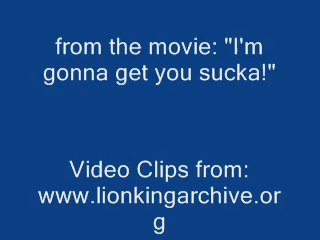 from the movie: "I'm
gonna get you sucka!"
Video Clips from:
www.lionkingarchive.or
g